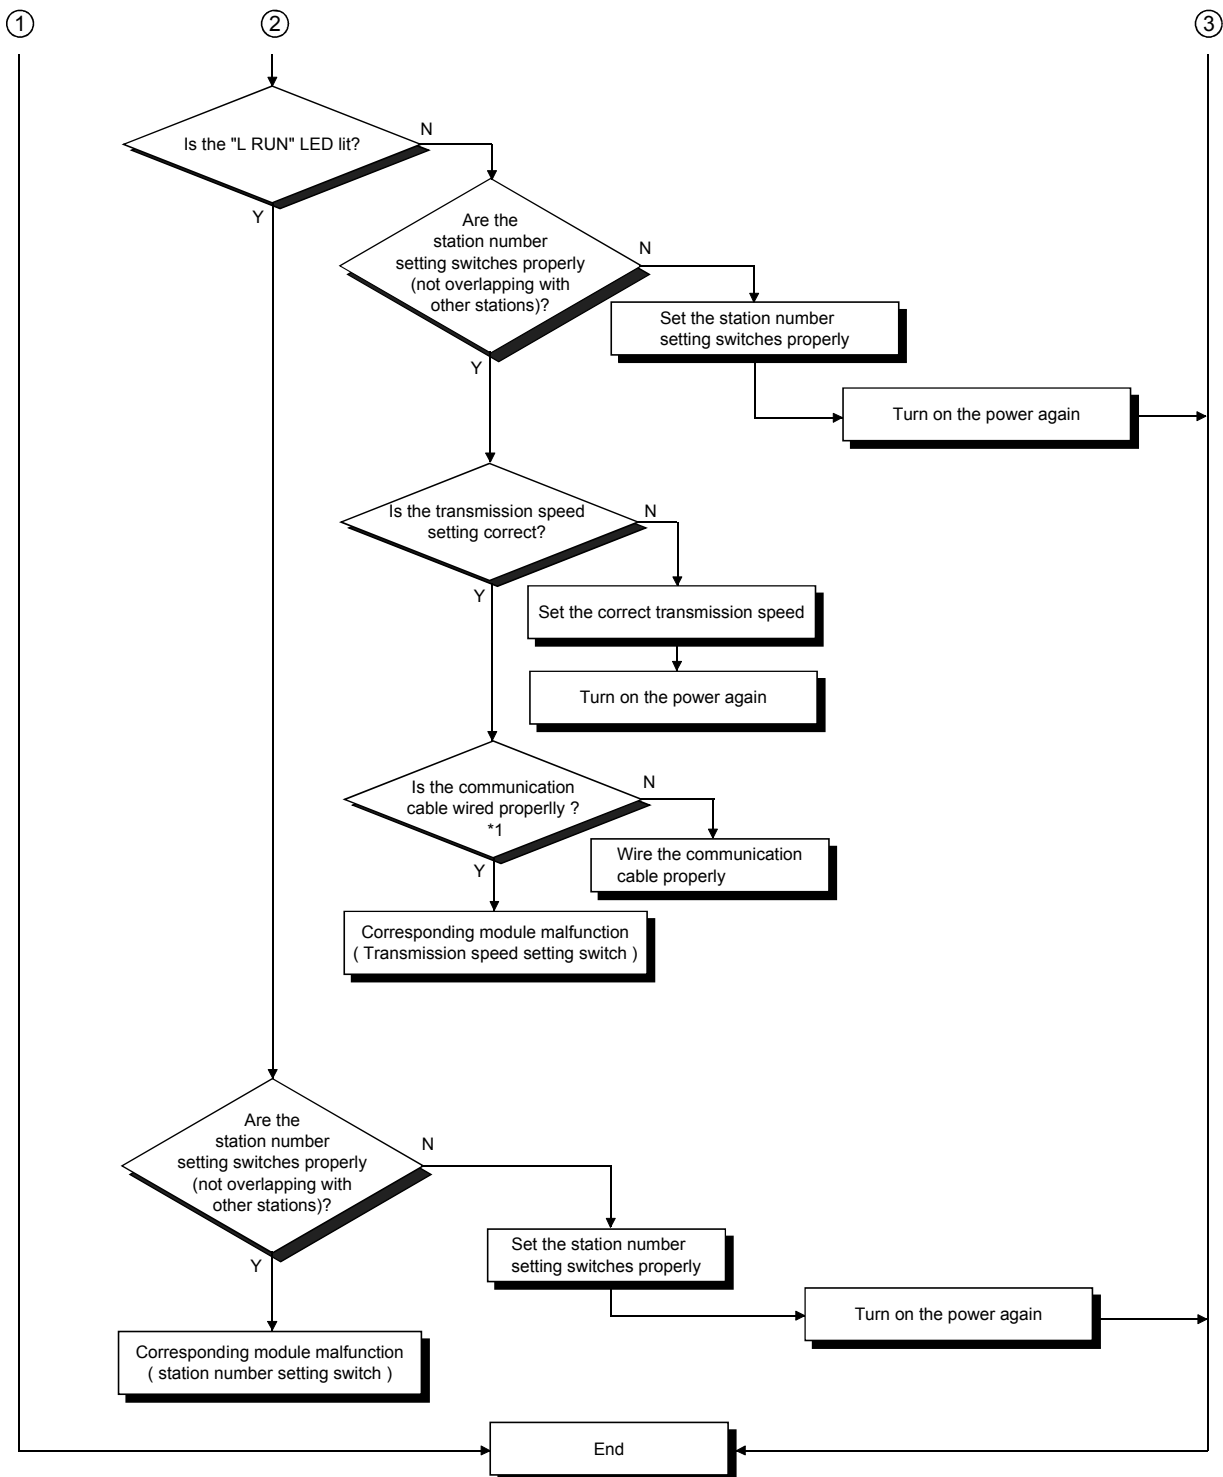 1
2
3
Is the "L RUN" LED lit?
N
Y
Are the
station number
setting switches properly
(not overlapping with
other stations)?
N
Set the station number
setting switches properly
Y
Turn on the power again
Is the transmission speed
setting correct?
N
Y
Set the correct transmission speed
Turn on the power again
Is the communication
cable wired properlly ?
*1
N
Wire the communication
cable properly
Y
Corresponding module malfunction
( Transmission speed setting switch )
Are the
station number
setting switches properly
(not overlapping with
other stations)?
N
Set the station number
setting switches properly
Y
Turn on the power again
Corresponding module malfunction
( station number setting switch )
End